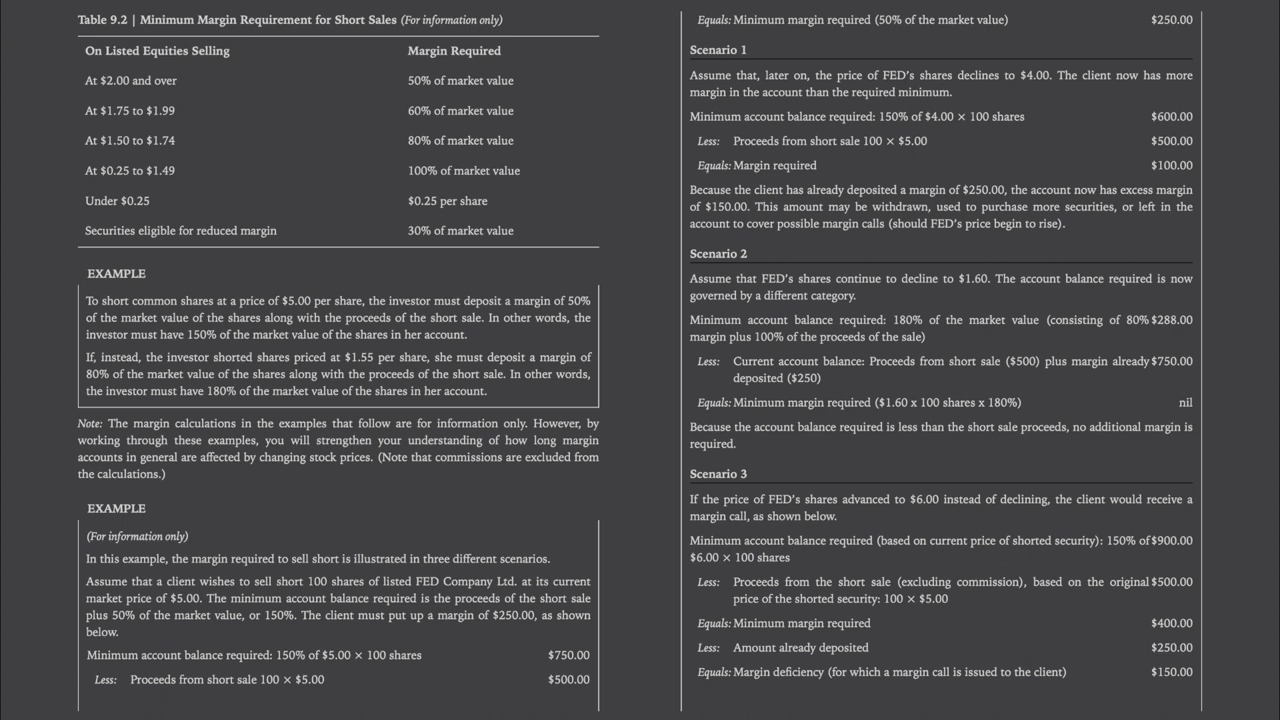 Table 9.2 | Minimum Margin Requirement for Short Sales (For information only)
On Listed Equities Selling Margin Required
At $2.00 and over 50% of market value
At $1.75 to $1.99 60% of market value
At $1.50 to $1.74 80% of market value
At $0.25 to $1.49 100% of market value
Under $0.25 $0.25 per share
Securities eligible for reduced margin 30% of market value
EXAMPLE
To short common shares at a price of $5.00 per share, the investor must deposit a margin of 50%
of the market value of the shares along with the proceeds of the short sale. In other words, the
investor must have 150% of the market value of the shares in her account.
If, instead, the investor shorted shares priced at $1.55 per share, she must deposit a margin of
80% of the market value of the shares along with the proceeds of the short sale. In other words,
the investor must have 180% of the market value of the shares in her account.
Note: The margin calculations in the examples that follow are for information only. However, by
working through these examples, you will strengthen your understanding of how long margin
accounts in general are affected by changing stock prices. (Note that commissions are excluded from
the calculations.)
EXAMPLE
(For information only)
In this example, the margin required to sell short is illustrated in three different scenarios.
Assume that a client wishes to sell short 100 shares of listed FED Company Ltd. at its current
market price of $5.00. The minimum account balance required is the proceeds of the short sale
plus 50% of the market value, or 150%. The client must put up a margin of $250.00, as shown
below.
Minimum account balance required: 150% of $5.00 × 100 shares $750.00
Less: Proceeds from short sale 100 × $5.00 $500.00
Equals: Minimum margin required (50% of the market value) $250.00
Scenario 1
Assume that, later on, the price of FED's shares declines to $4.00. The client now has more
margin in the account than the required minimum.
Minimum account balance required: 150% of $4.00 × 100 shares $600.00
Less: Proceeds from short sale 100 × $5.00 $500.00
Equals: Margin required $100.00
Because the client has already deposited a margin of $250.00, the account now has excess margin
of $150.00. This amount may be withdrawn, used to purchase more securities, or left in the
account to cover possible margin calls (should FED's price begin to rise).
Scenario 2
Assume that FED's shares continue to decline to $1.60. The account balance required is now
governed by a different category.
Minimum account balance required: 180% of the market value (consisting of 80% $288.00
margin plus 100% of the proceeds of the sale)
Less: Current account balance: Proceeds from short sale ($500) plus margin already $750.00
deposited ($250)
Equals: Minimum margin required ($1.60 x 100 shares x 180%) nil
Because the account balance required is less than the short sale proceeds, no additional margin is
required.
Scenario 3
If the price of FED's shares advanced to $6.00 instead of declining, the client would receive a
margin call, as shown below.
Minimum account balance required (based on current price of shorted security): 150% of $900.00
$6.00 × 100 shares
Less: Proceeds from the short sale (excluding commission), based on the original $500.00
price of the shorted security: 100 × $5.00
Equals: Minimum margin required $400.00
Less: Amount already deposited $250.00
Equals: Margin deficiency (for which a margin call is issued to the client) $150.00